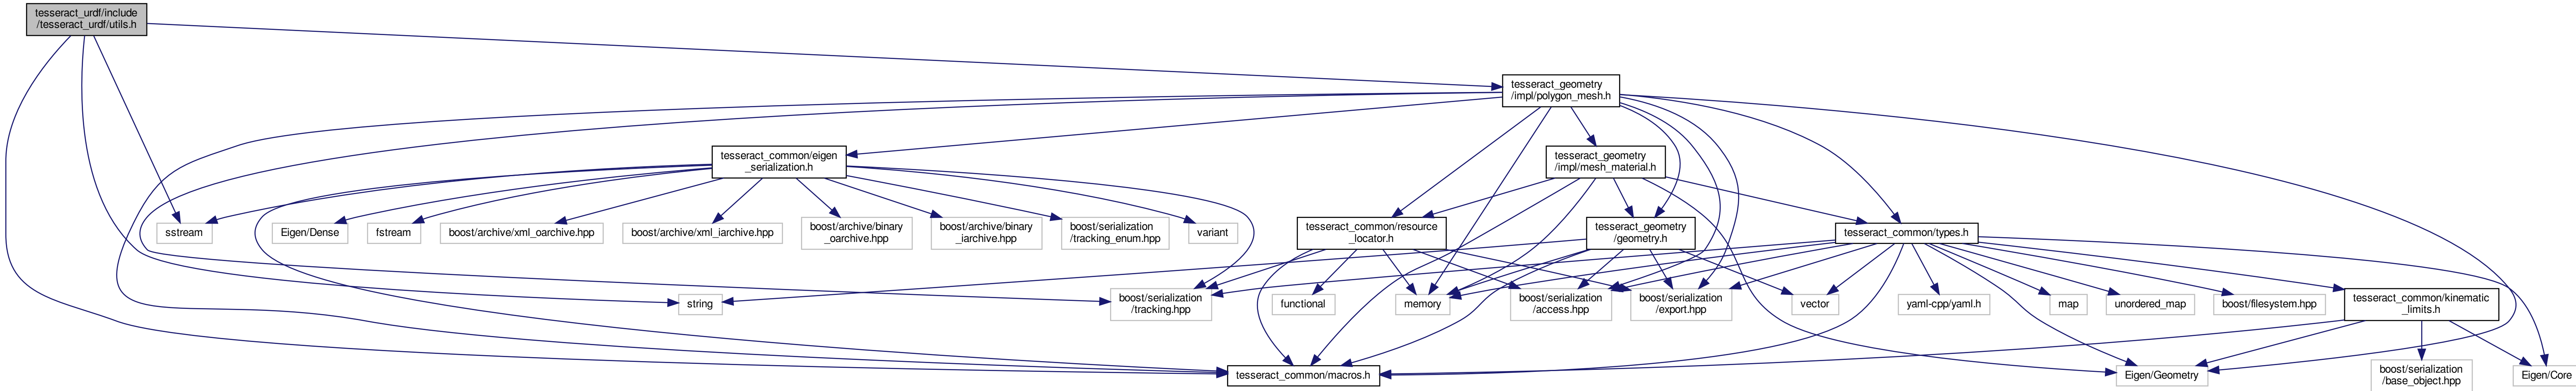 tesseract_urdf/include
/tesseract_urdf/utils.h
tesseract_geometry
/impl/polygon_mesh.h
tesseract_common/eigen
_serialization.h
tesseract_geometry
/impl/mesh_material.h
sstream
Eigen/Dense
fstream
boost/archive/xml_oarchive.hpp
boost/archive/xml_iarchive.hpp
boost/archive/binary
_oarchive.hpp
boost/archive/binary
_iarchive.hpp
boost/serialization
/tracking_enum.hpp
variant
tesseract_common/resource
_locator.h
tesseract_geometry
/geometry.h
tesseract_common/types.h
string
boost/serialization
/tracking.hpp
functional
memory
boost/serialization
/access.hpp
boost/serialization
/export.hpp
vector
yaml-cpp/yaml.h
map
unordered_map
boost/filesystem.hpp
tesseract_common/kinematic
_limits.h
tesseract_common/macros.h
Eigen/Geometry
boost/serialization
/base_object.hpp
Eigen/Core